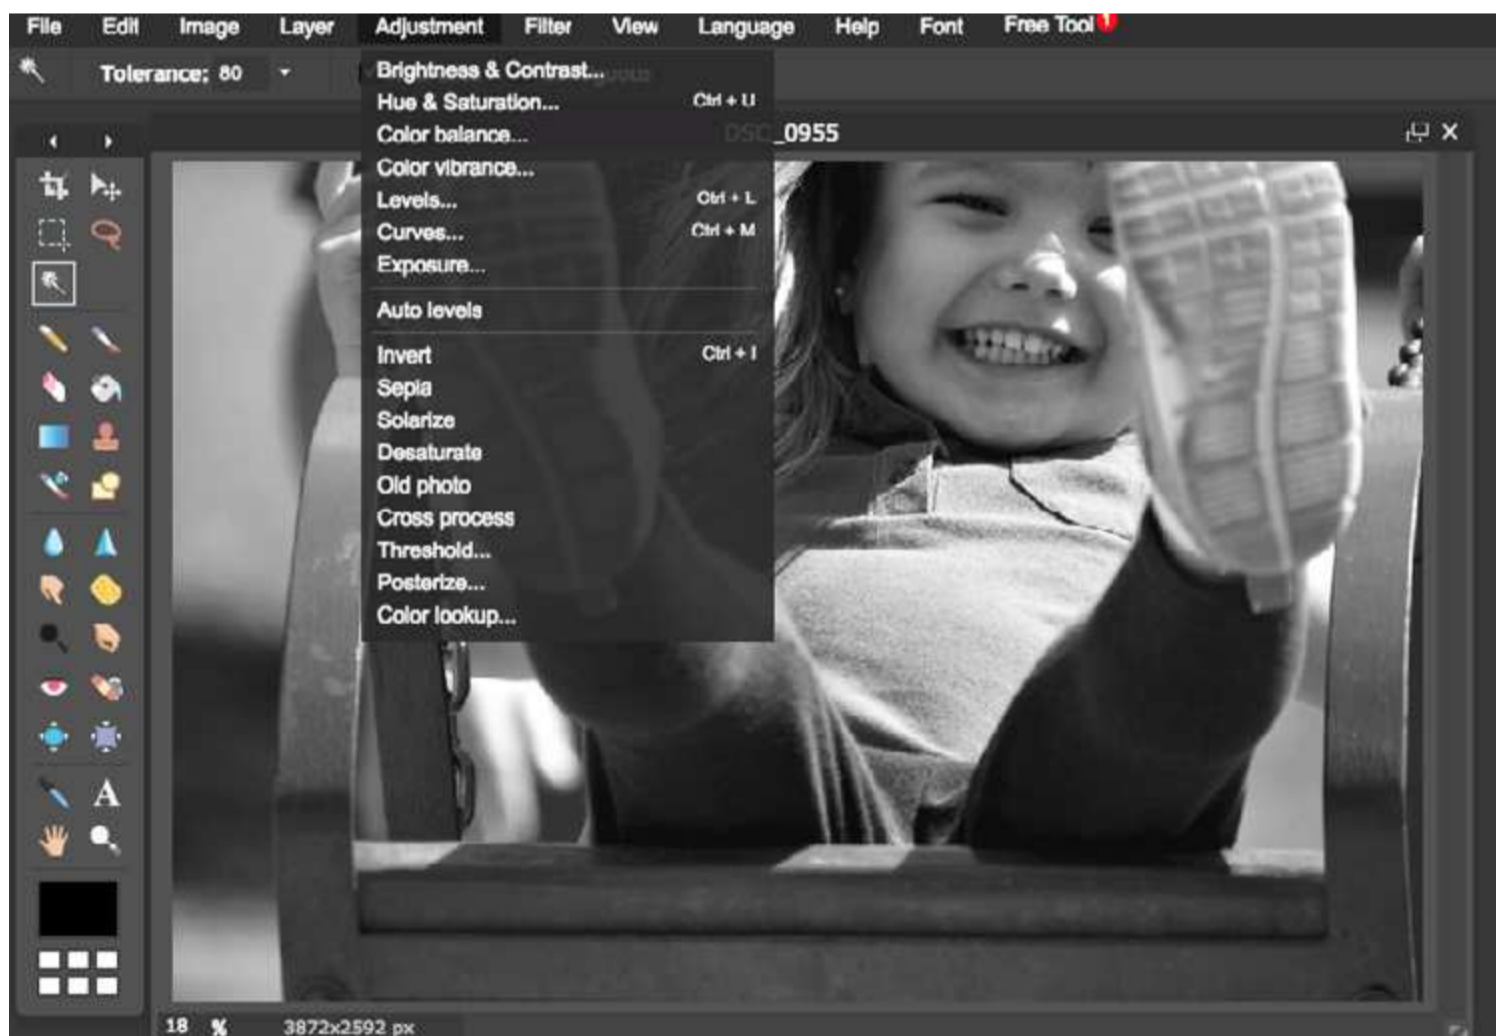 File Edit Image Layer Adjustment Filter View Language Help Font Free Tool 1
Tolerance: 80
Brightness & Contrast...
Hue & Saturation... Ctrl + U
Color balance...
DSC_0955
Color vibrance...
Levels... Ctrl + L
Curves... Ctrl + M
Exposure...
Auto levels
Invert Ctrl + I
Sepia
Solarize
Desaturate
Old photo
Cross process
Threshold...
Posterize...
Color lookup...
A
18 % 3872x2592 px